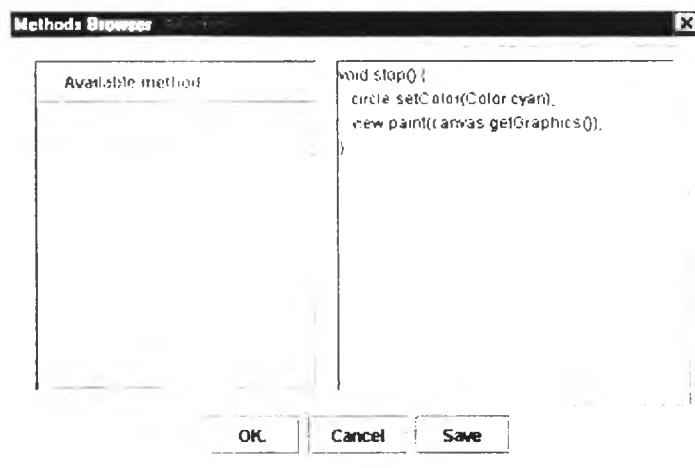 Methods Browser
Available method
void stop() {
circle.setColor(Color.cyan);
view.paint(canvas.getGraphics());
}
OK
Cancel
Save